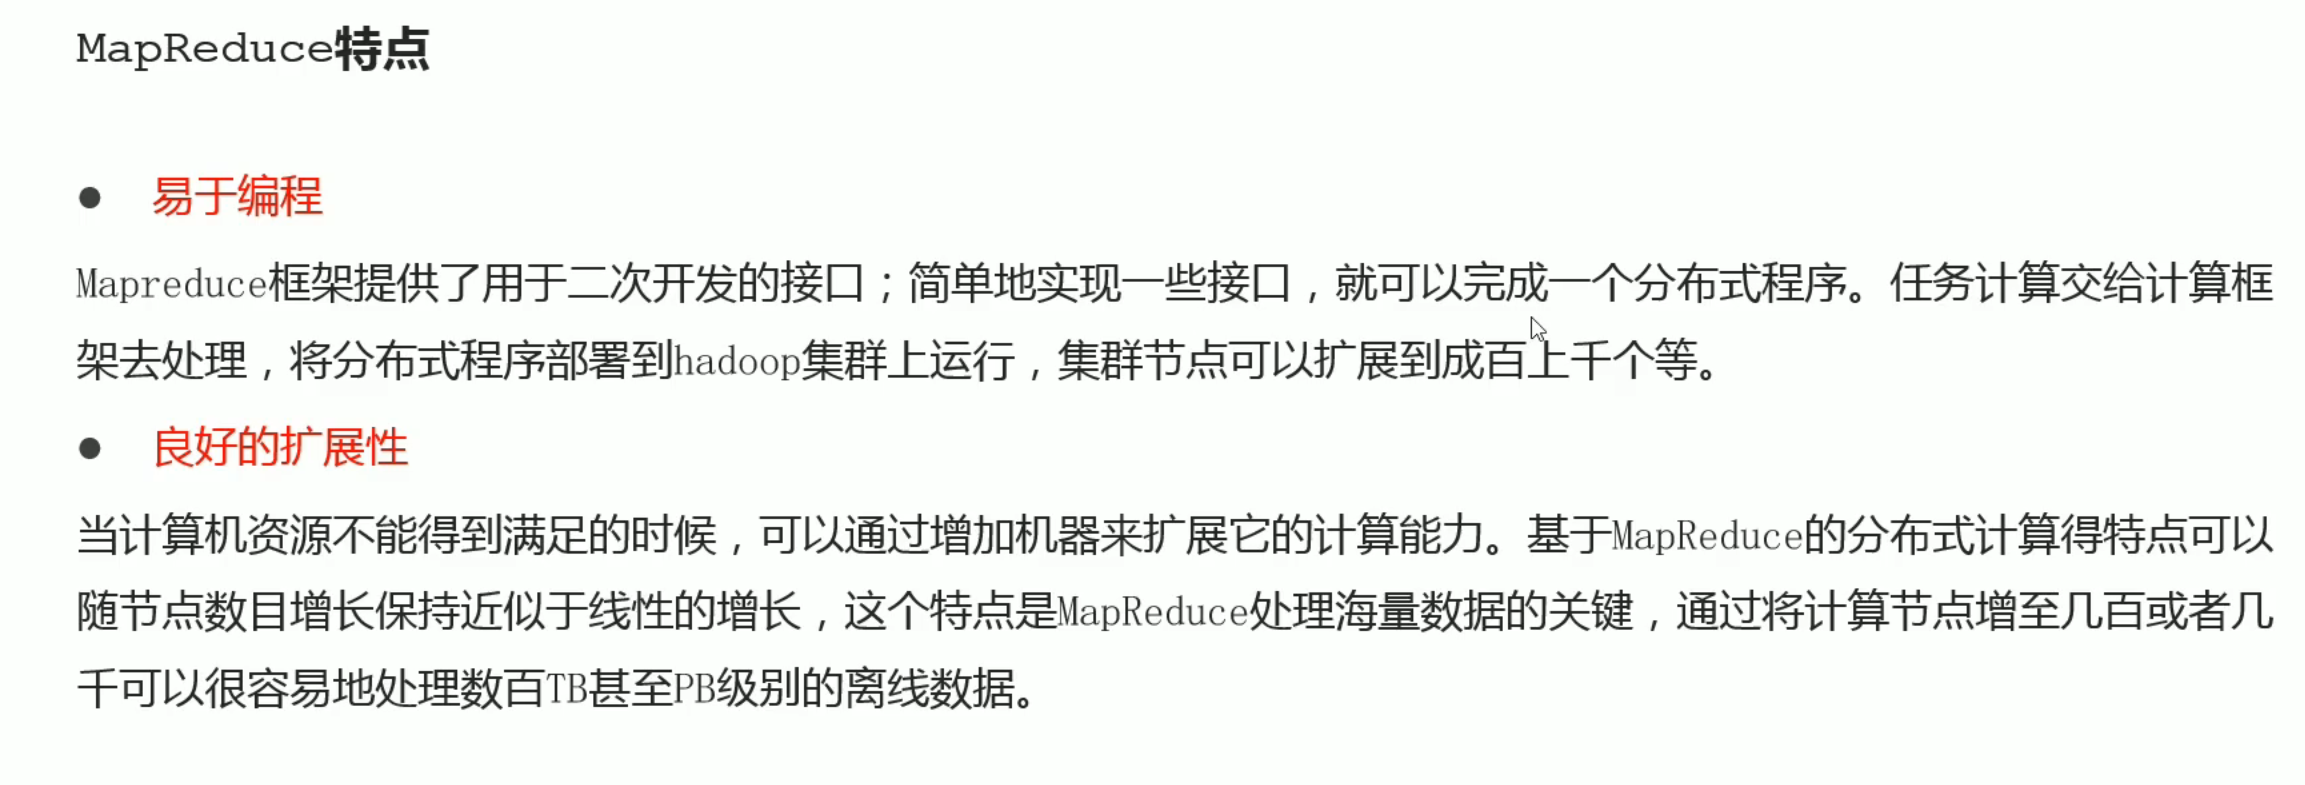 MapReduce特点
● 易于编程
Mapreduce框架提供了用于二次开发的接口；简单地实现一些接口，就可以完成一个分布式程序。任务计算交给计算框
架去处理，将分布式程序部署到hadoop集群上运行，集群节点可以扩展到成百上千个等。
● 良好的扩展性
当计算机资源不能得到满足的时候，可以通过增加机器来扩展它的计算能力。基于MapReduce的分布式计算得特点可以
随节点数目增长保持近似于线性的增长，这个特点是MapReduce处理海量数据的关键，通过将计算节点增至几百或者几
千可以很容易地处理数百TB甚至PB级别的离线数据。